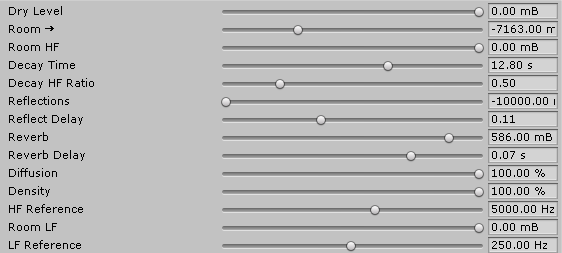 Dry Level 0.00 mB
Room → -7163.00 m
Room HF 0.00 mB
Decay Time 12.80 s
Decay HF Ratio 0.50
Reflections -10000.00
Reflect Delay 0.11
Reverb 586.00 mB
Reverb Delay 0.07 s
Diffusion 100.00 %
Density 100.00 %
HF Reference 5000.00 Hz
Room LF 0.00 mB
LF Reference 250.00 Hz